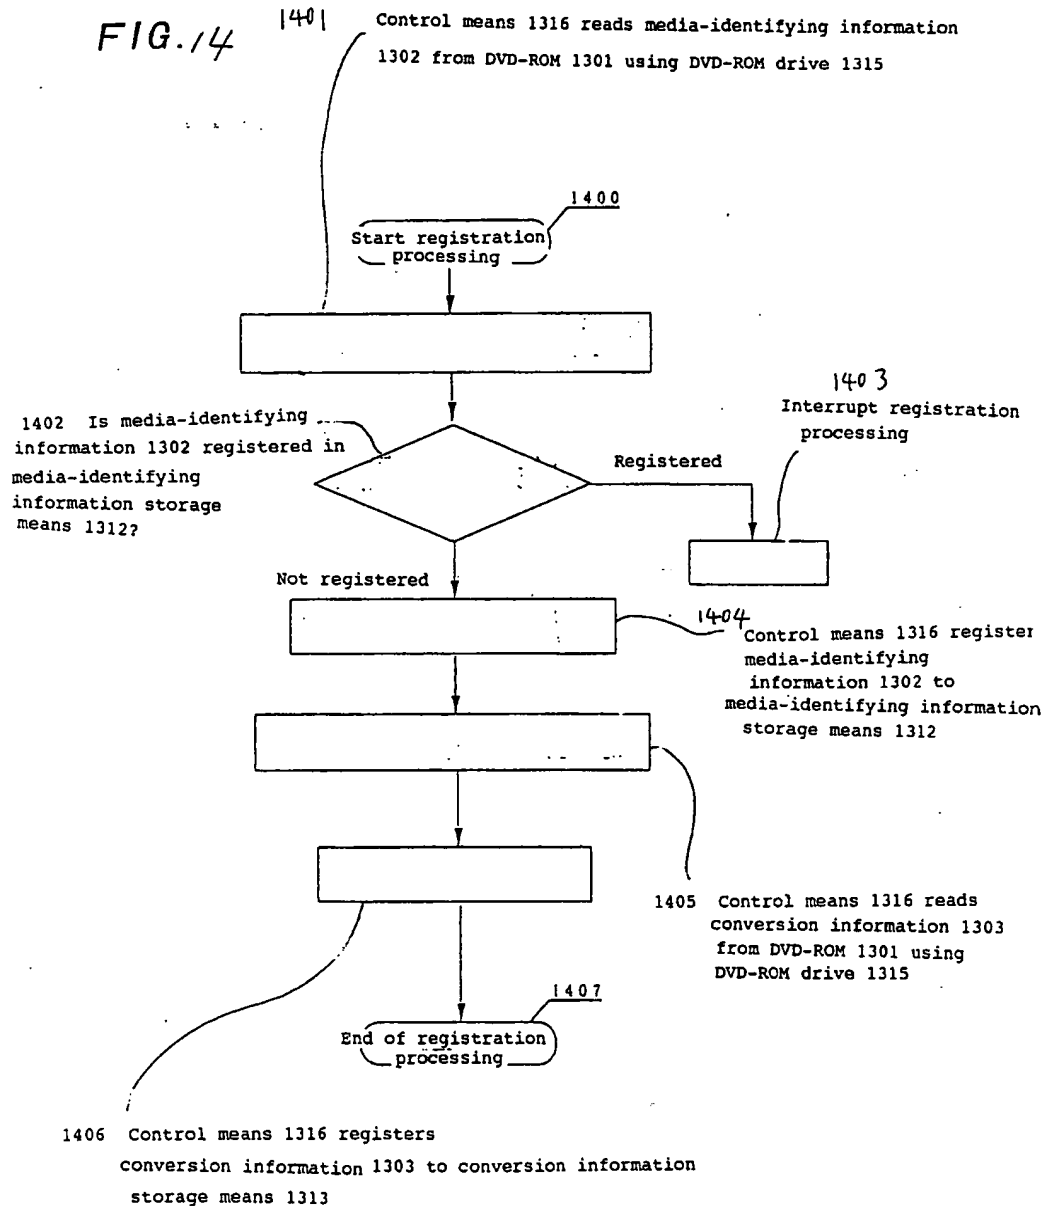 FIG.14
1401
Control means 1316 reads media-identifying information
1302 from DVD-ROM 1301 using DVD-ROM drive 1315
1400
Start registration
processing
1402 Is media-identifying
information 1302 registered in
media-identifying
information storage
means 1312?
Registered
1403
Interrupt registration
processing
Not registered
1404
Control means 1316 register
media-identifying
information 1302 to
media-identifying information
storage means 1312
1405 Control means 1316 reads
conversion information 1303
from DVD-ROM 1301 using
DVD-ROM drive 1315
1407
End of registration
processing
1406 Control means 1316 registers
conversion information 1303 to conversion information
storage means 1313